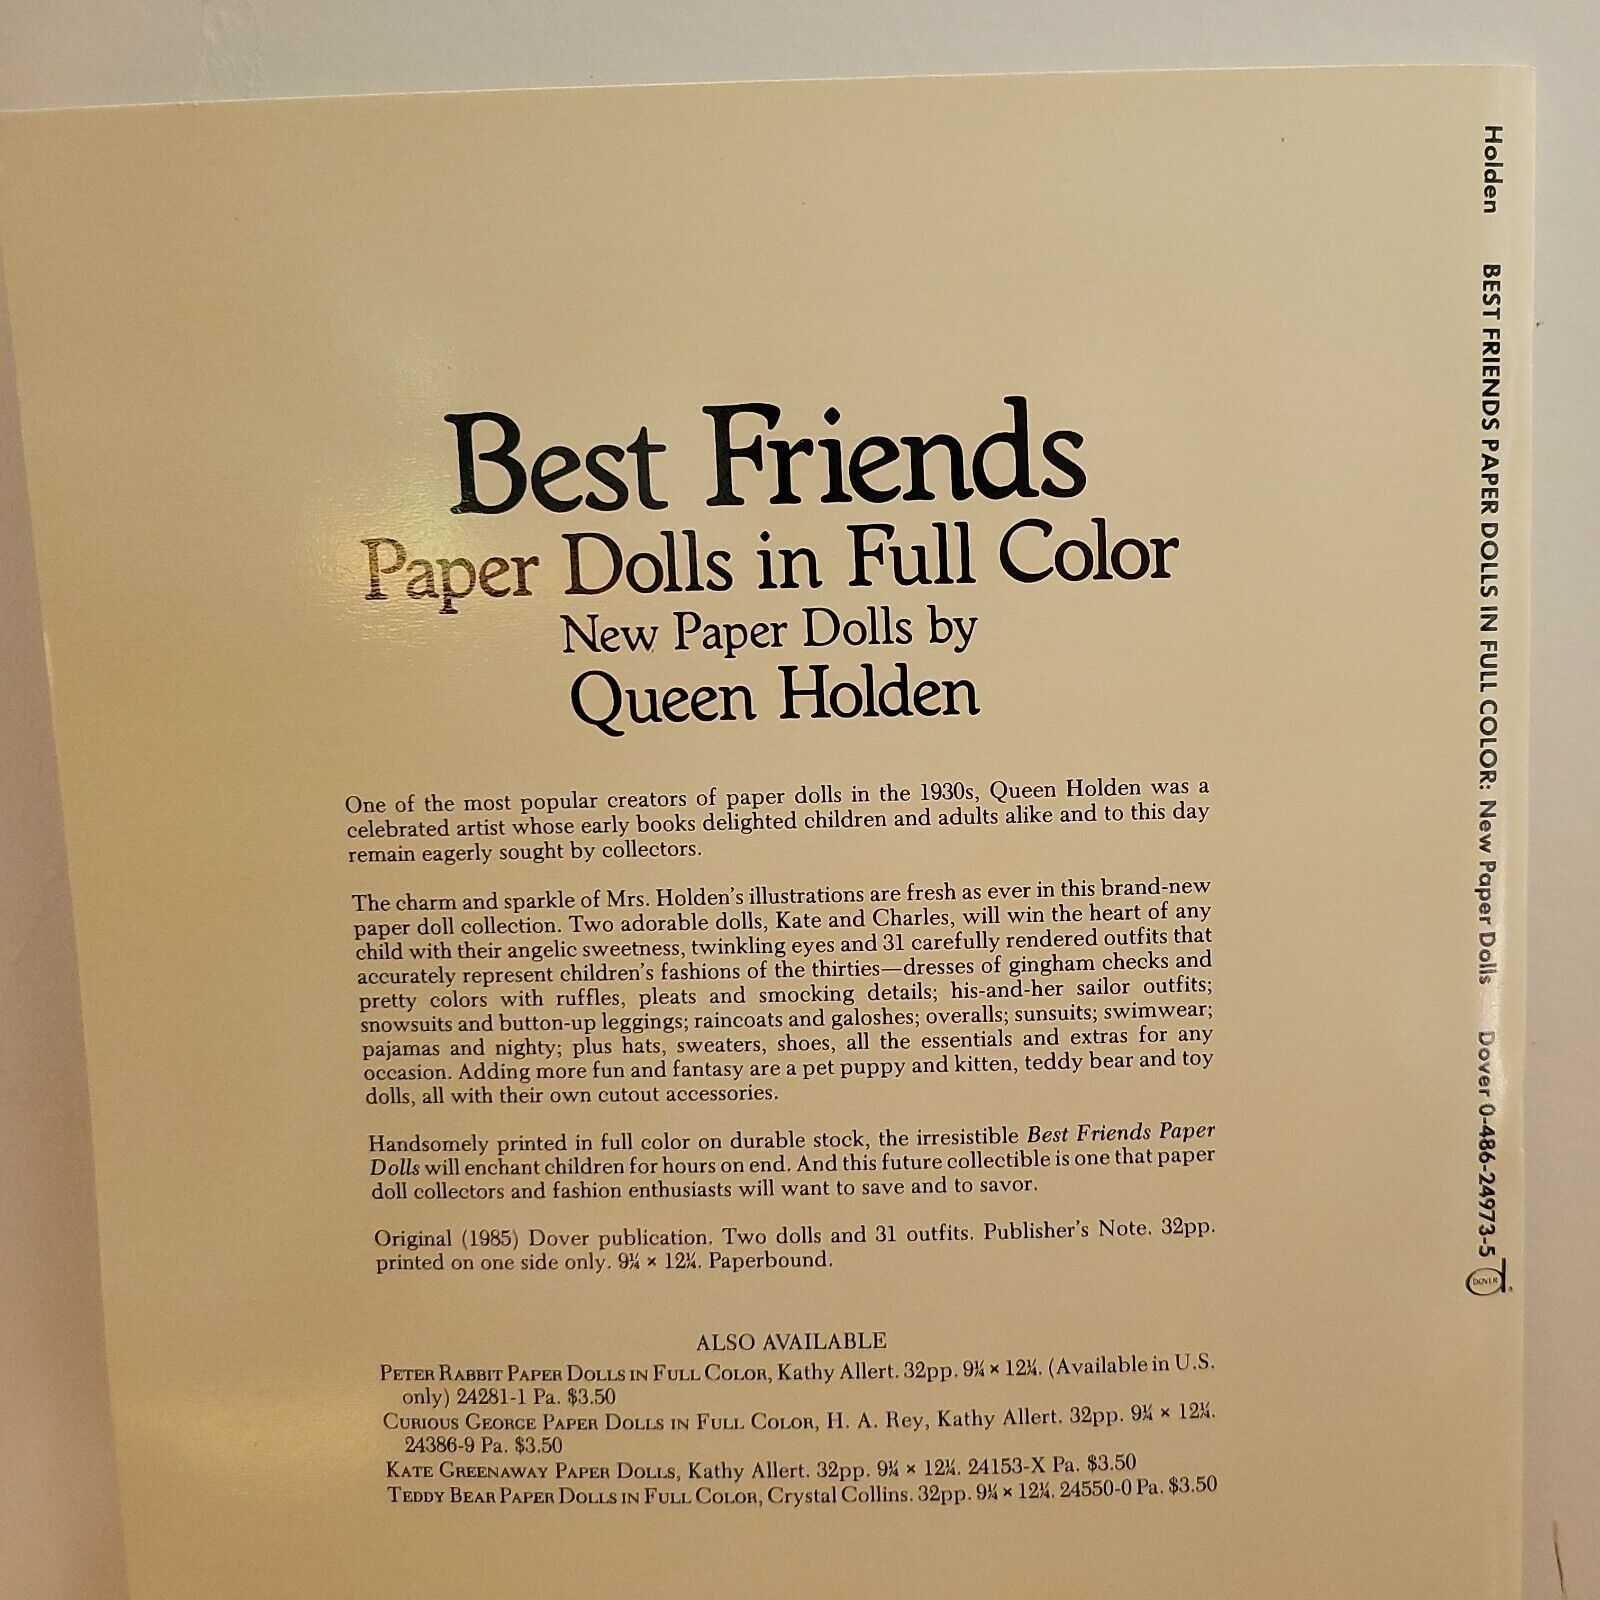 Best Friends
Paper Dolls in Full Color
New Paper Dolls by
Queen Holden
One of the most popular creators of paper dolls in the 1930s, Queen Holden was a
celebrated artist whose early books delighted children and adults alike and to this day
remain eagerly sought by collectors.
The charm and sparkle of Mrs. Holden's illustrations are fresh as ever in this brand-new
paper doll collection. Two adorable dolls, Kate and Charles, will win the heart of any
child with their angelic sweetness, twinkling eyes and 31 carefully rendered outfits that
accurately represent children's fashions of the thirties—dresses of gingham checks and
pretty colors with ruffles, pleats and smocking details; his-and-her sailor outfits;
snowsuits and button-up leggings; raincoats and galoshes; overalls; sunsuits; swimwear;
pajamas and nighty; plus hats, sweaters, shoes, all the essentials and extras for any
occasion. Adding more fun and fantasy are a pet puppy and kitten, teddy bear and toy
dolls, all with their own cutout accessories.
Handsomely printed in full color on durable stock, the irresistible Best Friends Paper
Dolls will enchant children for hours on end. And this future collectible is one that paper
doll collectors and fashion enthusiasts will want to save and to savor.
Original (1985) Dover publication. Two dolls and 31 outfits. Publisher's Note. 32pp.
printed on one side only. 9¼ × 12¼. Paperbound.
ALSO AVAILABLE
PETER RABBIT PAPER DOLLS IN FULL COLOR, Kathy Allert. 32pp. 9¼ × 12¼. (Available in U.S.
only) 24281-1 Pa. $3.50
CURIOUS GEORGE PAPER DOLLS IN FULL COLOR, H. A. Rey, Kathy Allert. 32pp. 9¼ × 12¼.
24386-9 Pa. $3.50
KATE GREENAWAY PAPER DOLLS, Kathy Allert. 32pp. 9¼ × 12¼. 24153-X Pa. $3.50
TEDDY BEAR PAPER DOLLS IN FULL COLOR, Crystal Collins. 32pp. 9¼ × 12¼. 24550-0 Pa. $3.50
Holden BEST FRIENDS PAPER DOLLS IN FULL COLOR: New Paper Dolls Dover 0-486-24973-5
DOVER